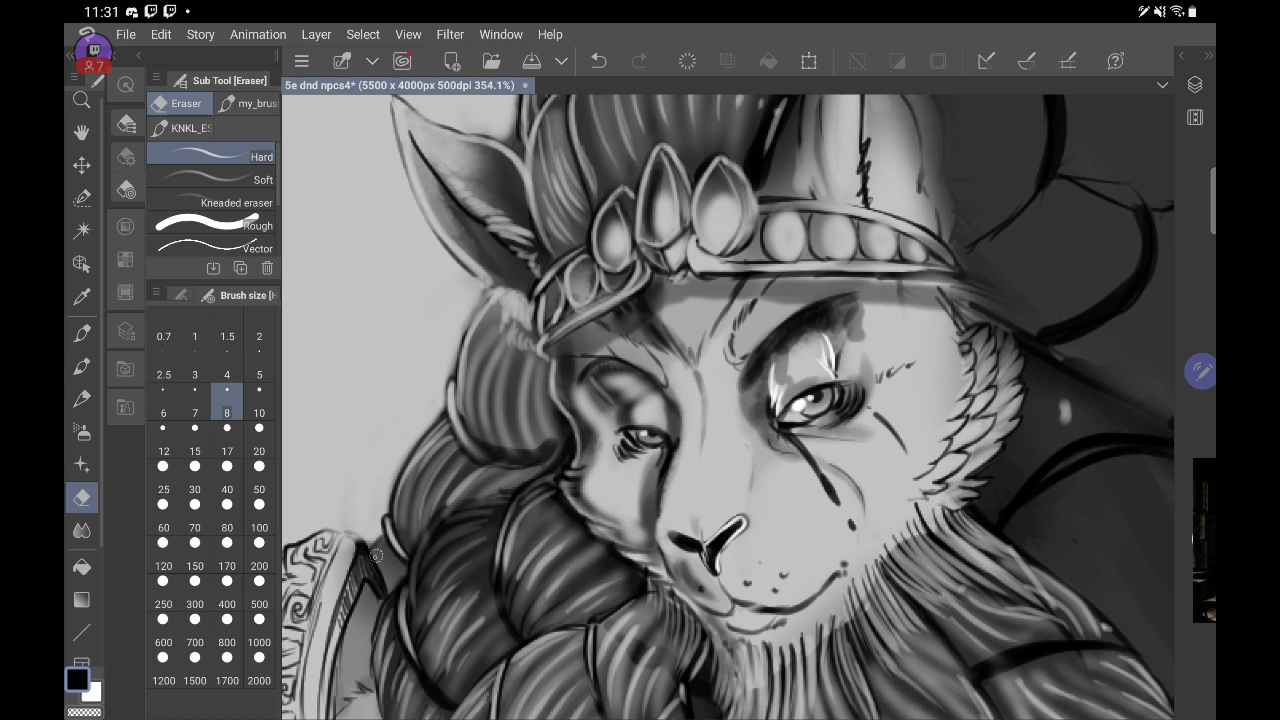 11:31
File Edit Story Animation Layer Select View Filter Window Help
7
Sub Tool [Eraser]
5e dnd npcs4* (5500 x 4000px 500dpi 354.1%)
Eraser my_brus
KNKL_ES
Hard
Soft
Kneaded eraser
Rough
Vector
Brush size [H
0.7 1 1.5 2
2.5 3 4 5
6 7 8 10
12 15 17 20
25 30 40 50
60 70 80 100
120 150 170 200
250 300 400 500
600 700 800 1000
1200 1500 1700 2000